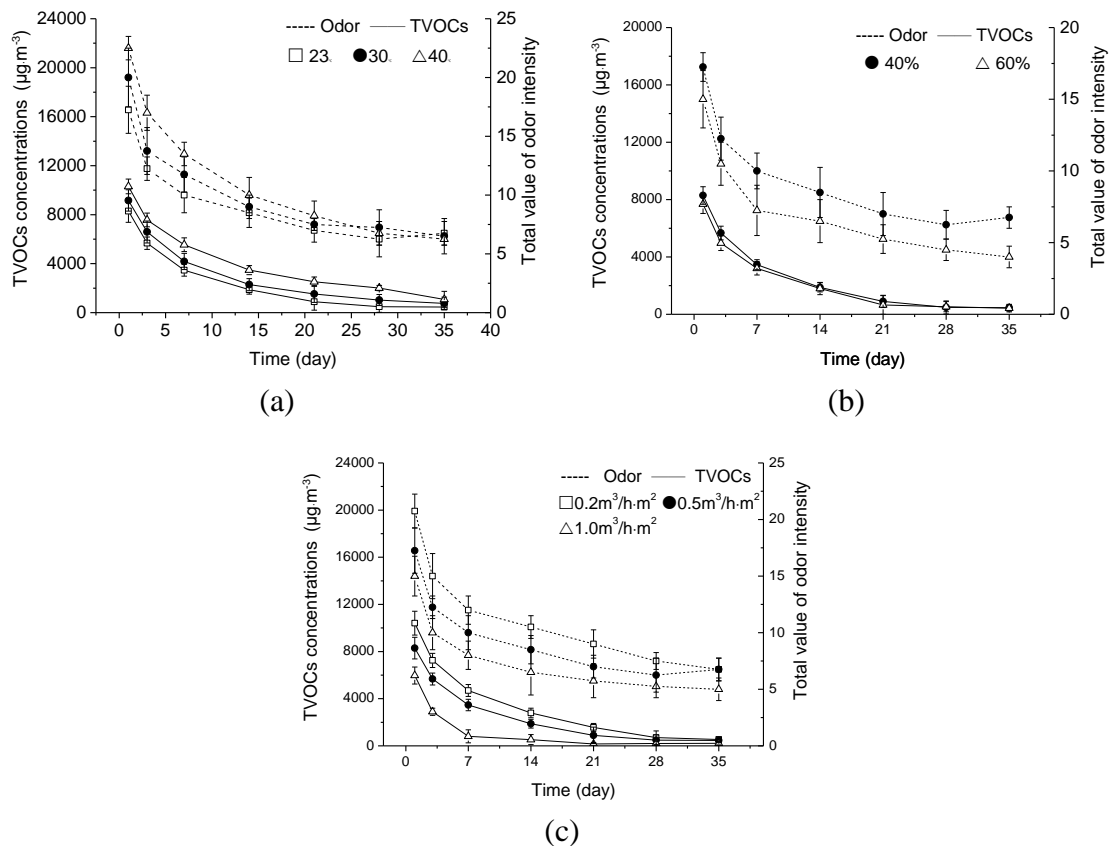 24000
20000
16000
12000
8000
4000
0
TVOCs concentrations (μg·m-3)
Odor TVOCs
23 30 40
25
20
15
10
5
0
Total value of odor intensity
0 5 10 15 20 25 30 35 40
Time (day)
(a)
20000
16000
12000
8000
4000
0
TVOCs concentrations (μg·m-3)
Odor TVOCs
40% 60%
20
15
10
5
0
Total value of odor intensity
0 7 14 21 28 35
Time (day)
(b)
24000
20000
16000
12000
8000
4000
0
TVOCs concentrations (μg·m-3)
Odor TVOCs
0.2m3/h·m2 0.5m3/h·m2
1.0m3/h·m2
25
20
15
10
5
0
Total value of odor intensity
0 7 14 21 28 35
Time (day)
(c)